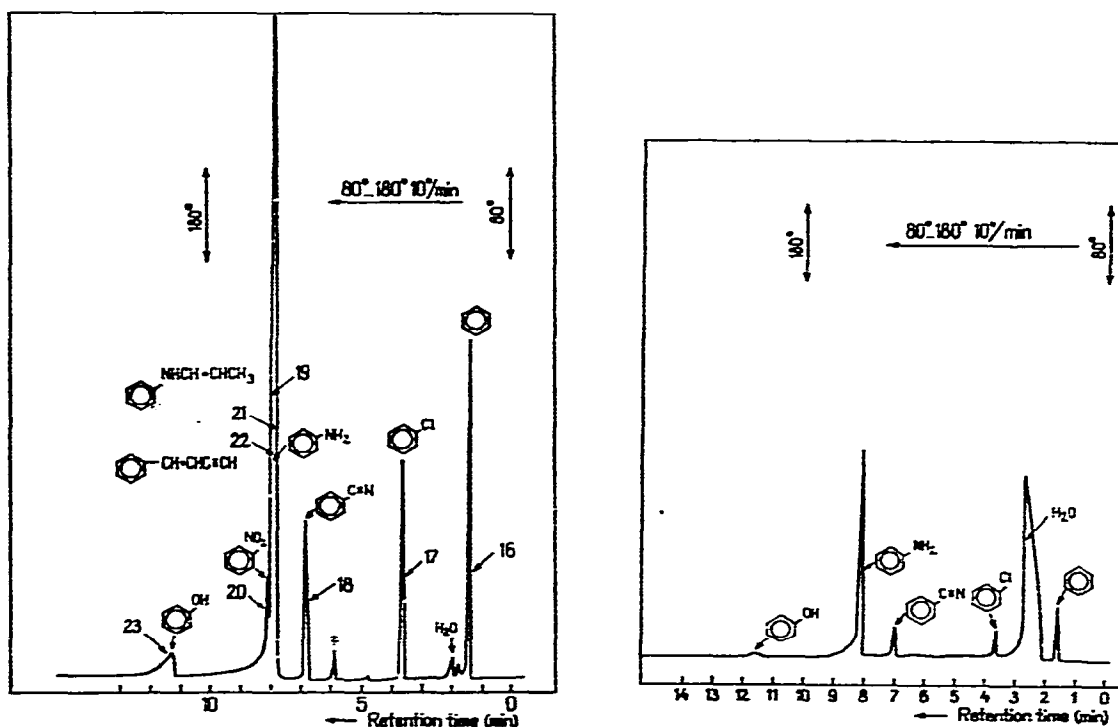 80°-180° 10°/min
180°
80°
NHCH=CHCH3
19
21
22
NH2
Cl
CH=CHC≡CH
C≡N
NO2
18
17
16
20
OH
23
H2O
10
5
0
Retention time (min)
80°-180° 10°/min
180°
80°
H2O
NH2
C≡N
Cl
OH
14 13 12 11 10 9 8 7 6 5 4 3 2 1 0
Retention time (min)